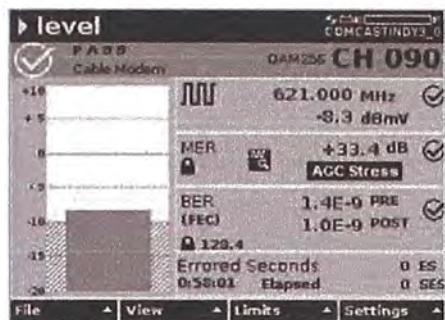 level
COMCASTINDY3_0
PASS
Cable Modem
QAM256 CH 090
+10
+5
0
-5
-10
-15
-20
621.000 MHz
-8.3 dBmV
MER
+33.4 dB
AGC Stress
BER
(FEC)
1.4E-9 PRE
1.0E-9 POST
128.4
Errored Seconds
0 ES
0:58:01 Elapsed
0 SES
File
View
Limits
Settings